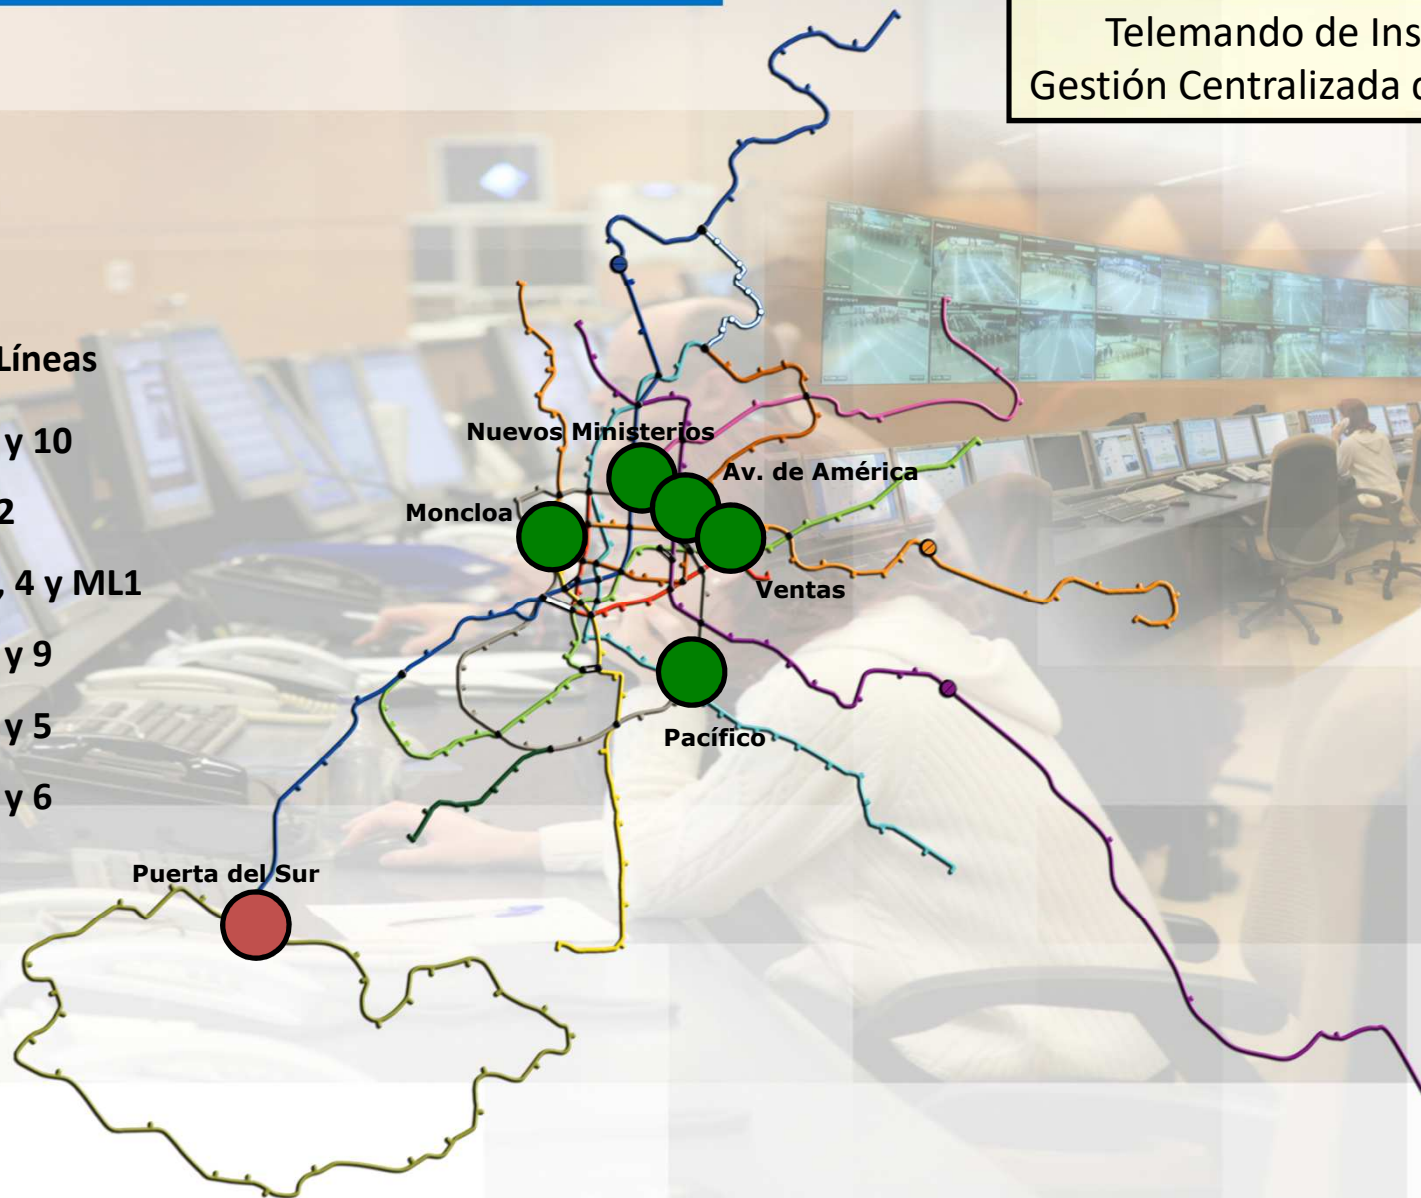 Telemando de Ins
Gestión Centralizada d
Líneas
y 10
2
, 4 y ML1
y 9
y 5
y 6
Nuevos Ministerios
Av. de América
Moncloa
Ventas
Pacífico
Puerta del Sur